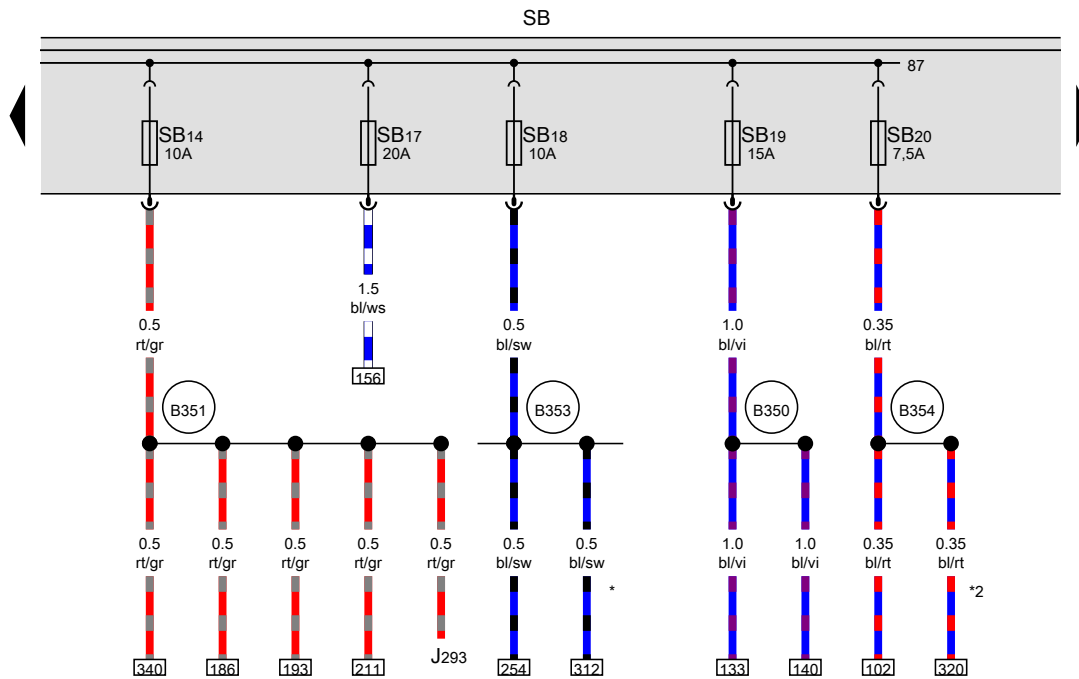 SB
87
SB14 SB17 SB18 SB19 SB20
10A 20A 10A 15A 7,5A
1.5
bl/ws
0.5 0.5 1.0 0.35
rt/gr bl/sw bl/vi bl/rt
156
B351 B353 B350 B354
0.5 0.5 0.5 0.5 0.5 0.5 0.5 1.0 1.0 0.35 0.35
rt/gr rt/gr rt/gr rt/gr rt/gr bl/sw bl/sw bl/vi bl/vi bl/rt bl/rt
* *2
J293
340 186 193 211 254 312 133 140 102 320